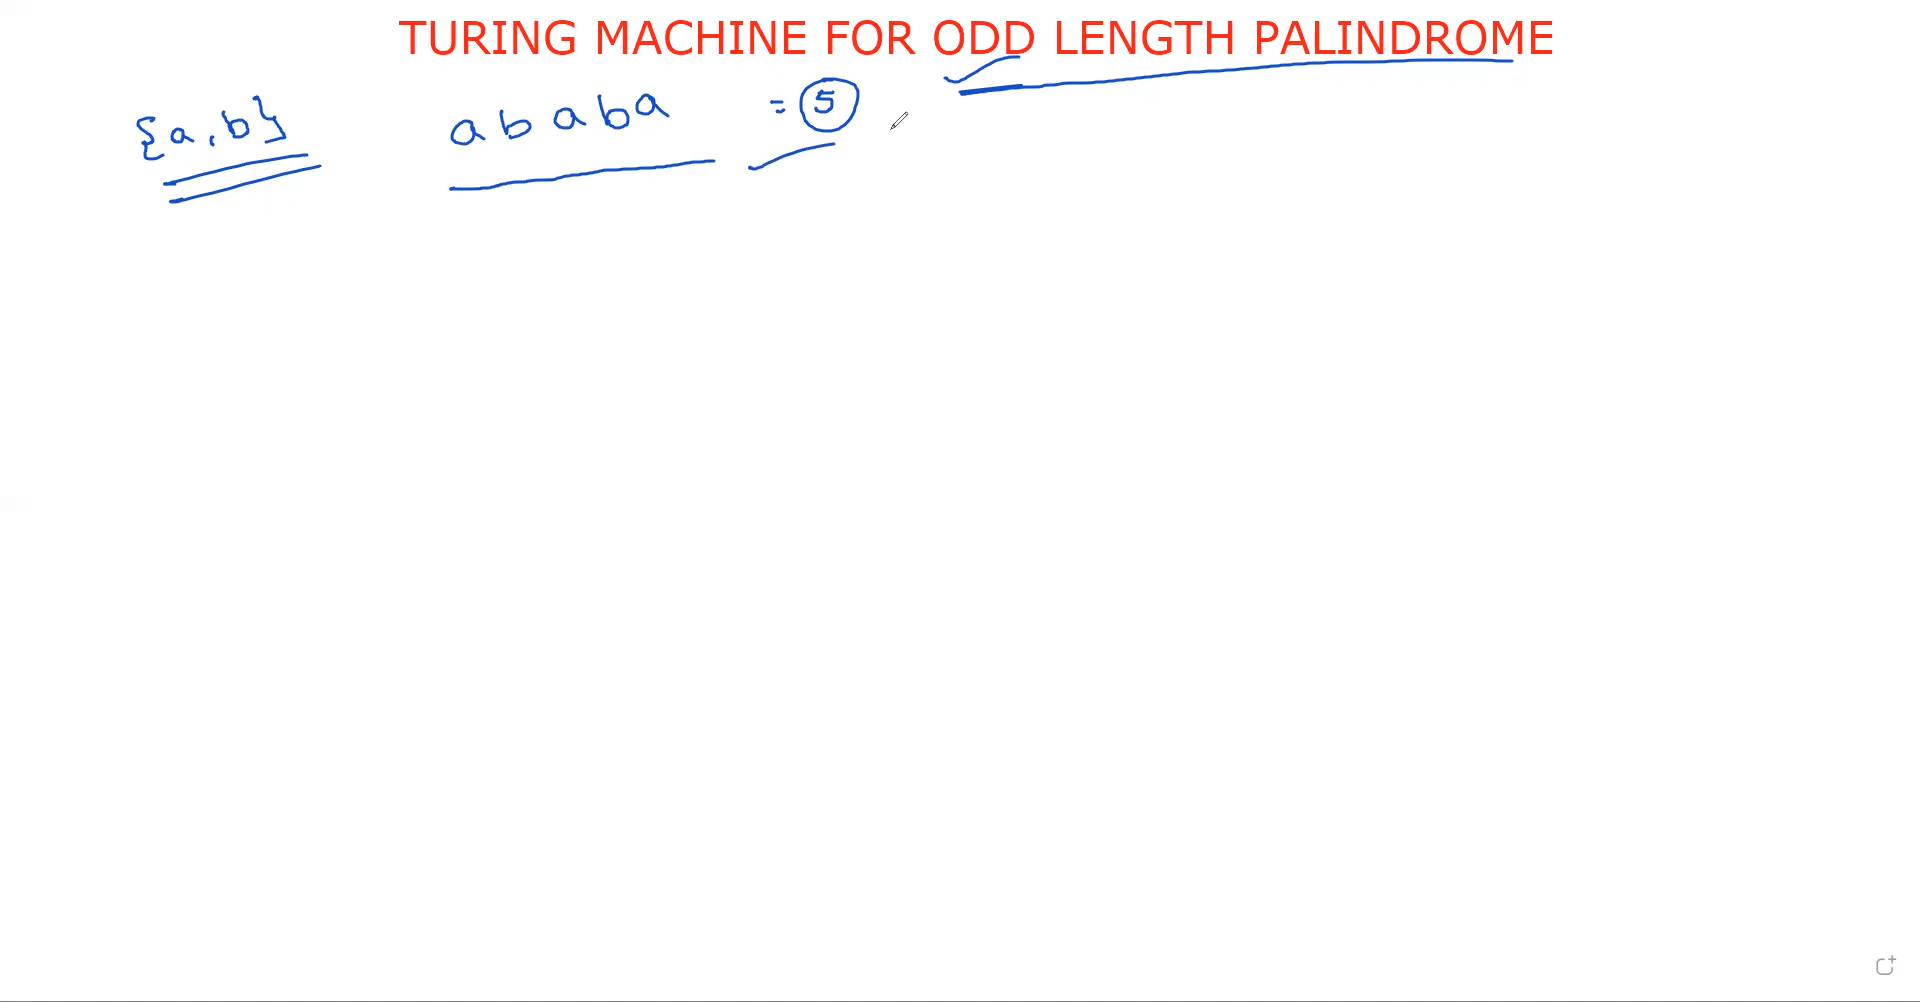 TURING MACHINE FOR ODD LENGTH PALINDROME
{a,b} ababa = 5